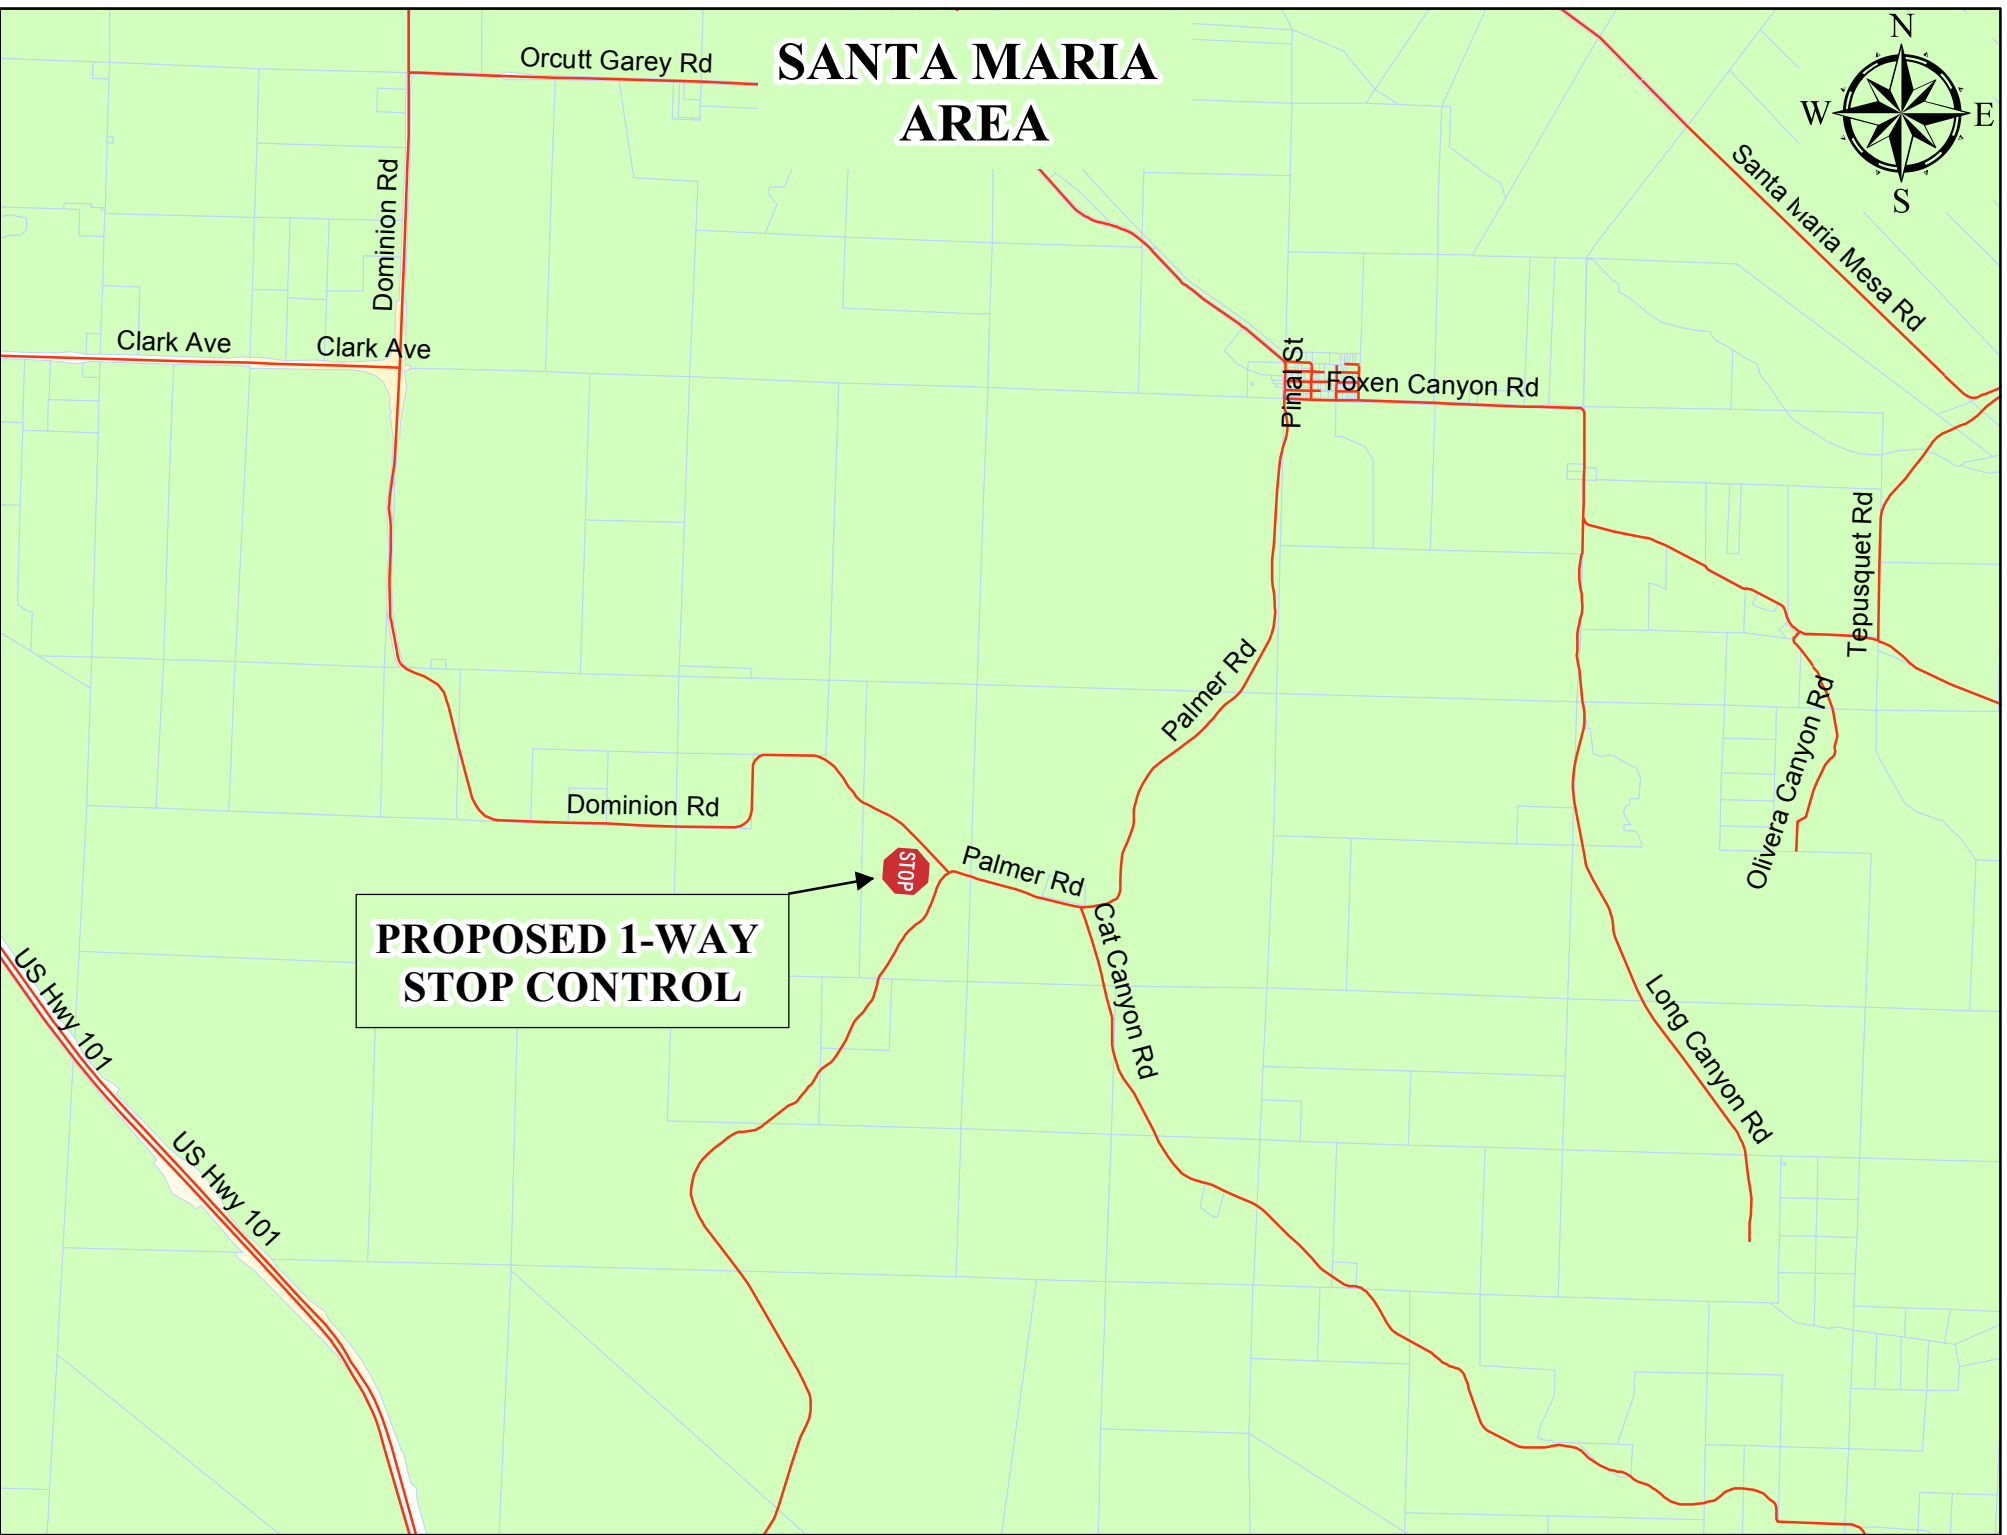 SANTA MARIA
AREA
N
W
E
S
Orcutt Garey Rd
Dominion Rd
Santa Maria Mesa Rd
Clark Ave
Clark Ave
Pinal St
Foxen Canyon Rd
Tepusquet Rd
Palmer Rd
Olivera Canyon Rd
Dominion Rd
STOP
Palmer Rd
PROPOSED 1-WAY
STOP CONTROL
Cat Canyon Rd
US Hwy 101
Long Canyon Rd
US Hwy 101